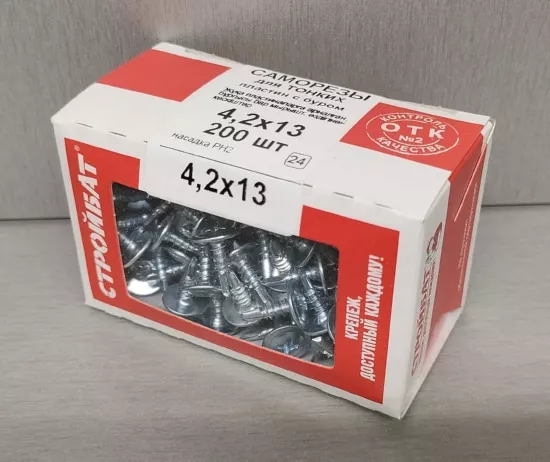 САМОРЕЗЫ
для тонких
пластин с буром
4,2х13
200 шт
насадка PH2
24
КОНТРОЛЬ
ОТК
№2
КАЧЕСТВА
4,2х13
СТРОЙБАТ
КРЕПЕЖ,
ДОСТУПНЫЙ КАЖДОМУ!
СТРОЙБАТ